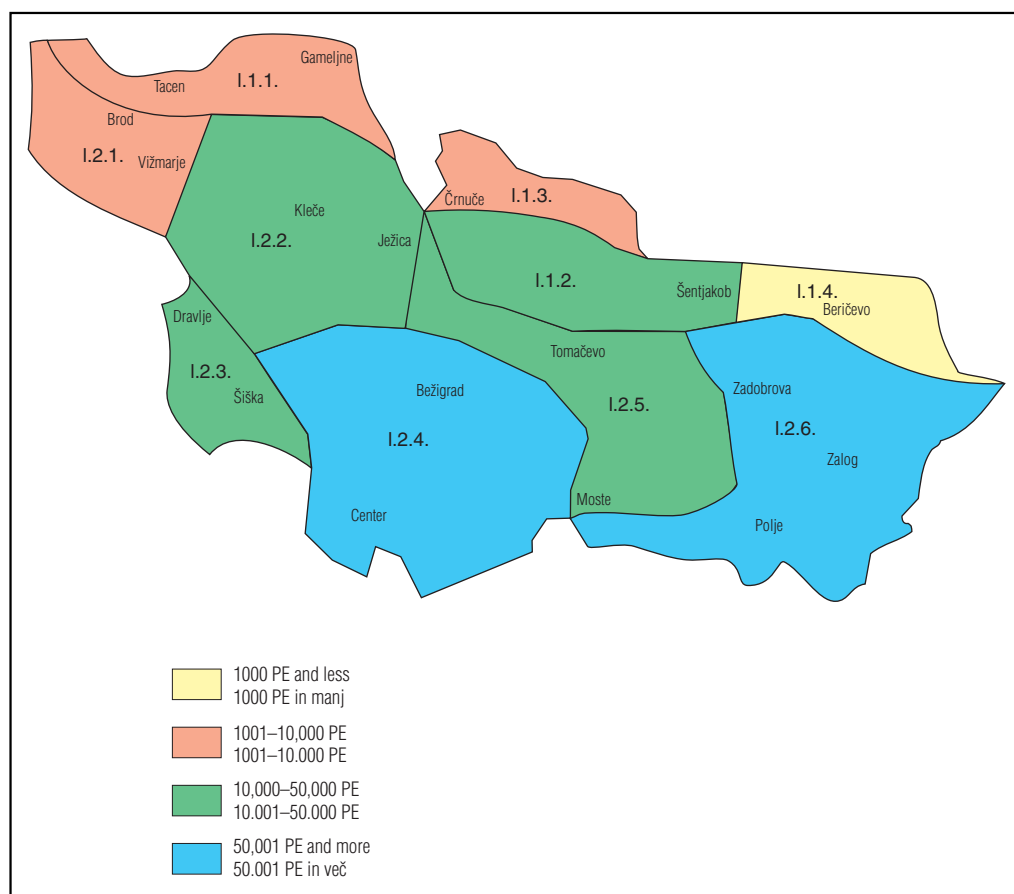 Gameljne
Tacen
I.1.1.
Brod
I.2.1.
Vižmarje
Črnuče
I.1.3.
Kleče
Ježica
I.2.2.
I.1.2.
Šentjakob
I.1.4.
Beričevo
Dravlje
I.2.3.
Šiška
Tomačevo
Bežigrad
I.2.4.
I.2.5.
Zadobrova
I.2.6.
Zalog
Moste
Center
Polje
1000 PE and less
1000 PE in manj
1001–10,000 PE
1001–10.000 PE
10,000–50,000 PE
10.001–50.000 PE
50,001 PE and more
50.001 PE in več